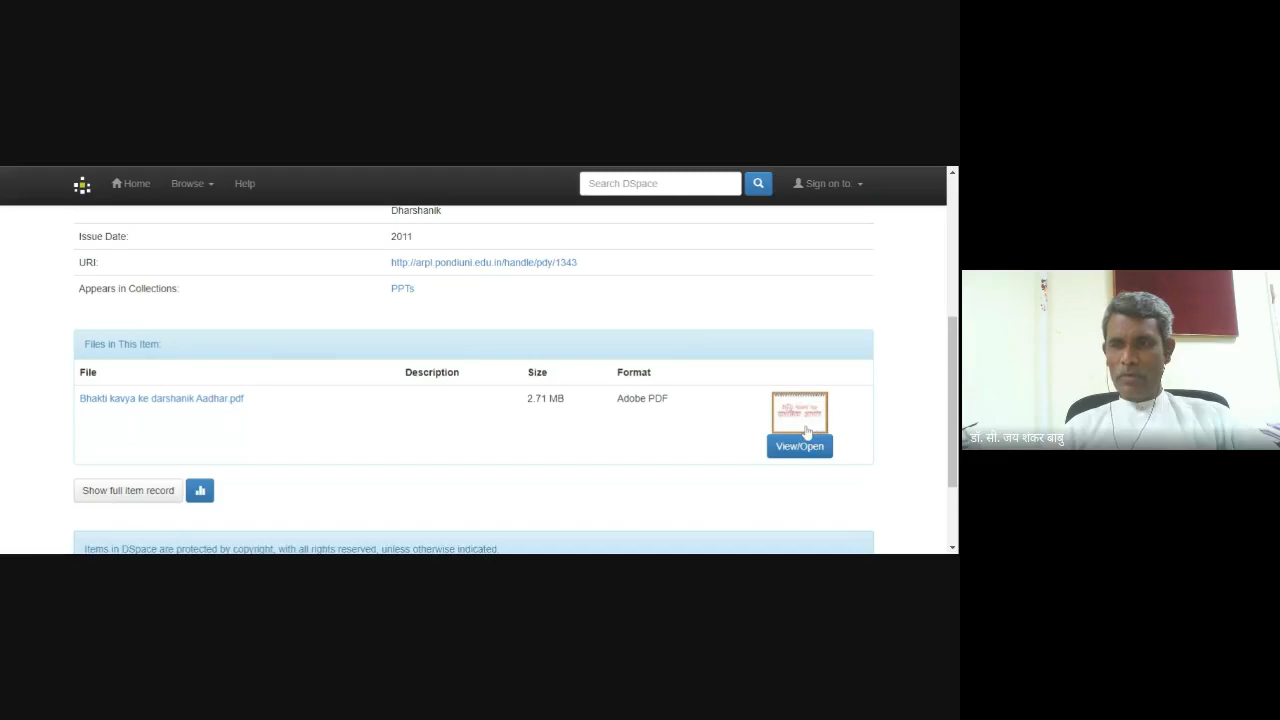 Home Browse Help Search DSpace Sign on to:
Dharshanik
Issue Date: 2011
URI: http://arpl.pondiuni.edu.in/handle/pdy/1343
Appears in Collections: PPTs
Files in This Item:
File Description Size Format
Bhakti kavya ke darshanik Aadhar.pdf 2.71 MB Adobe PDF
View/Open
Show full item record
Items in DSpace are protected by copyright, with all rights reserved, unless otherwise indicated.
डॉ. सी. जय शंकर बाबु